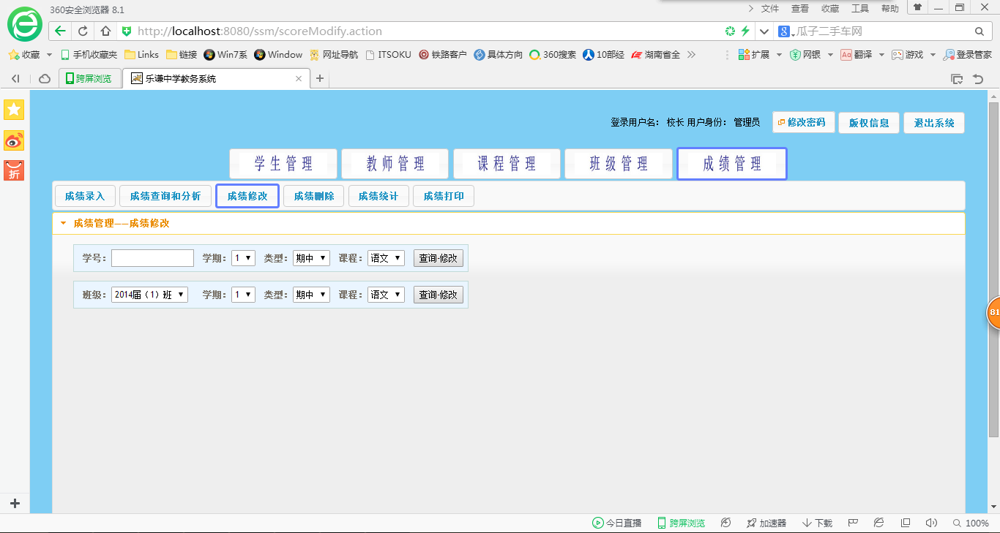 360安全浏览器 8.1
文件 查看 收藏 工具 帮助
http://localhost:8080/ssm/scoreModify.action
瓜子二手车网
收藏 手机收藏夹 Links 链接 Win7系 Window 网址导航 ITSOKU 铁路客户 具体方向 360搜索 10部经 湖南省全 扩展 网银 Aa 翻译 游戏 登录管家
跨屏浏览 乐谦中学教务系统
登录用户名： 校长 用户身份： 管理员 修改密码 版权信息 退出系统
学生管理 教师管理 课程管理 班级管理 成绩管理
成绩录入 成绩查询和分析 成绩修改 成绩删除 成绩统计 成绩打印
成绩管理——成绩修改
学号： 学期： 1 类型： 期中 课程： 语文 查询-修改
班级： 2014届（1）班 学期： 1 类型： 期中 课程： 语文 查询-修改
折
81
今日直播 跨屏浏览 加速器 下载 100%